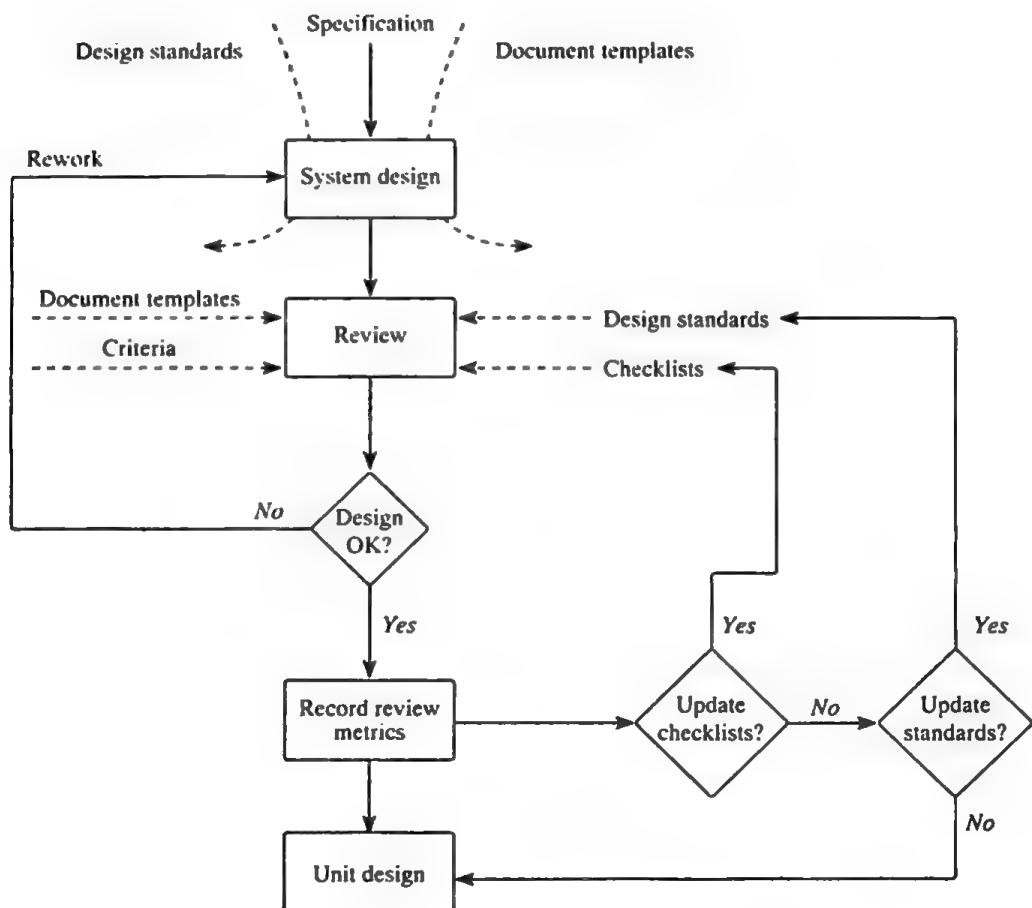 Specification
Design standards
Document templates
Rework
System design
Document templates
Review
Design standards
Criteria
Checklists
No
Design
OK?
Yes
Yes
Yes
Record review
metrics
Update
checklists?
No
Update
standards?
No
Unit design